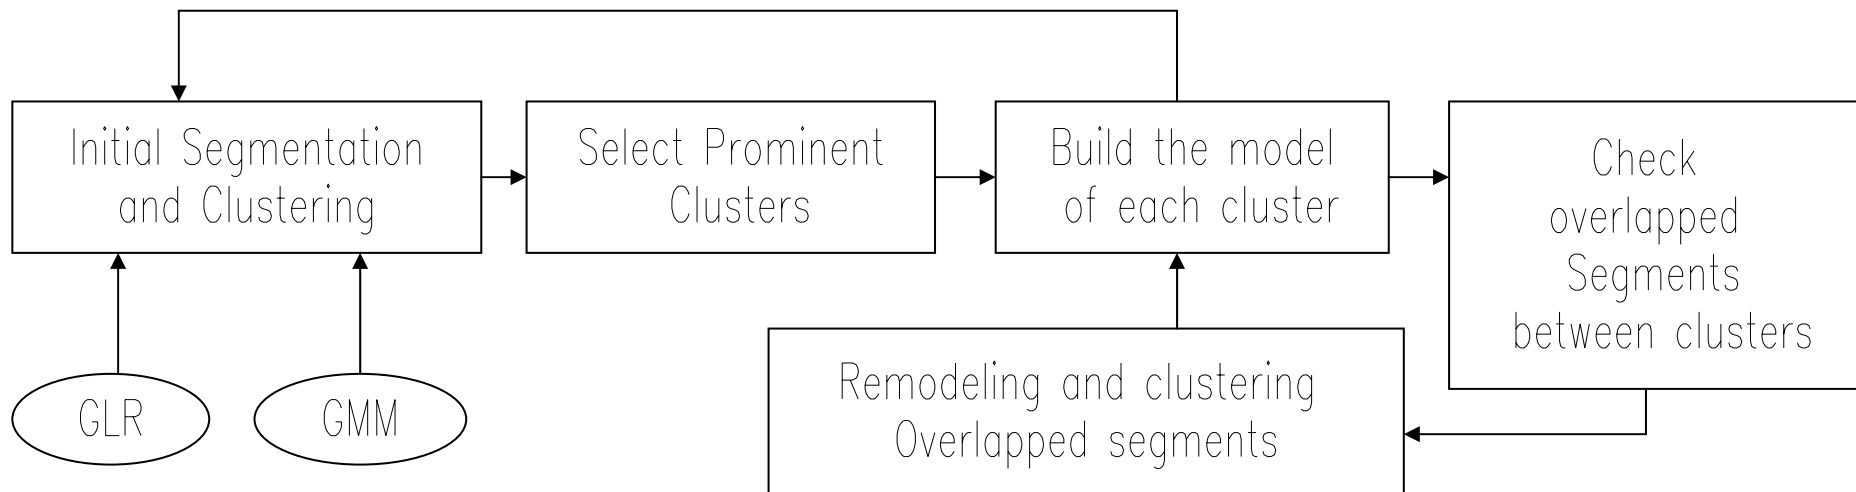 Initial Segmentation
and Clustering
Select Prominent
Clusters
Build the model
of each cluster
Check
overlapped
Segments
between clusters
Remodeling and clustering
Overlapped segments
GLR
GMM